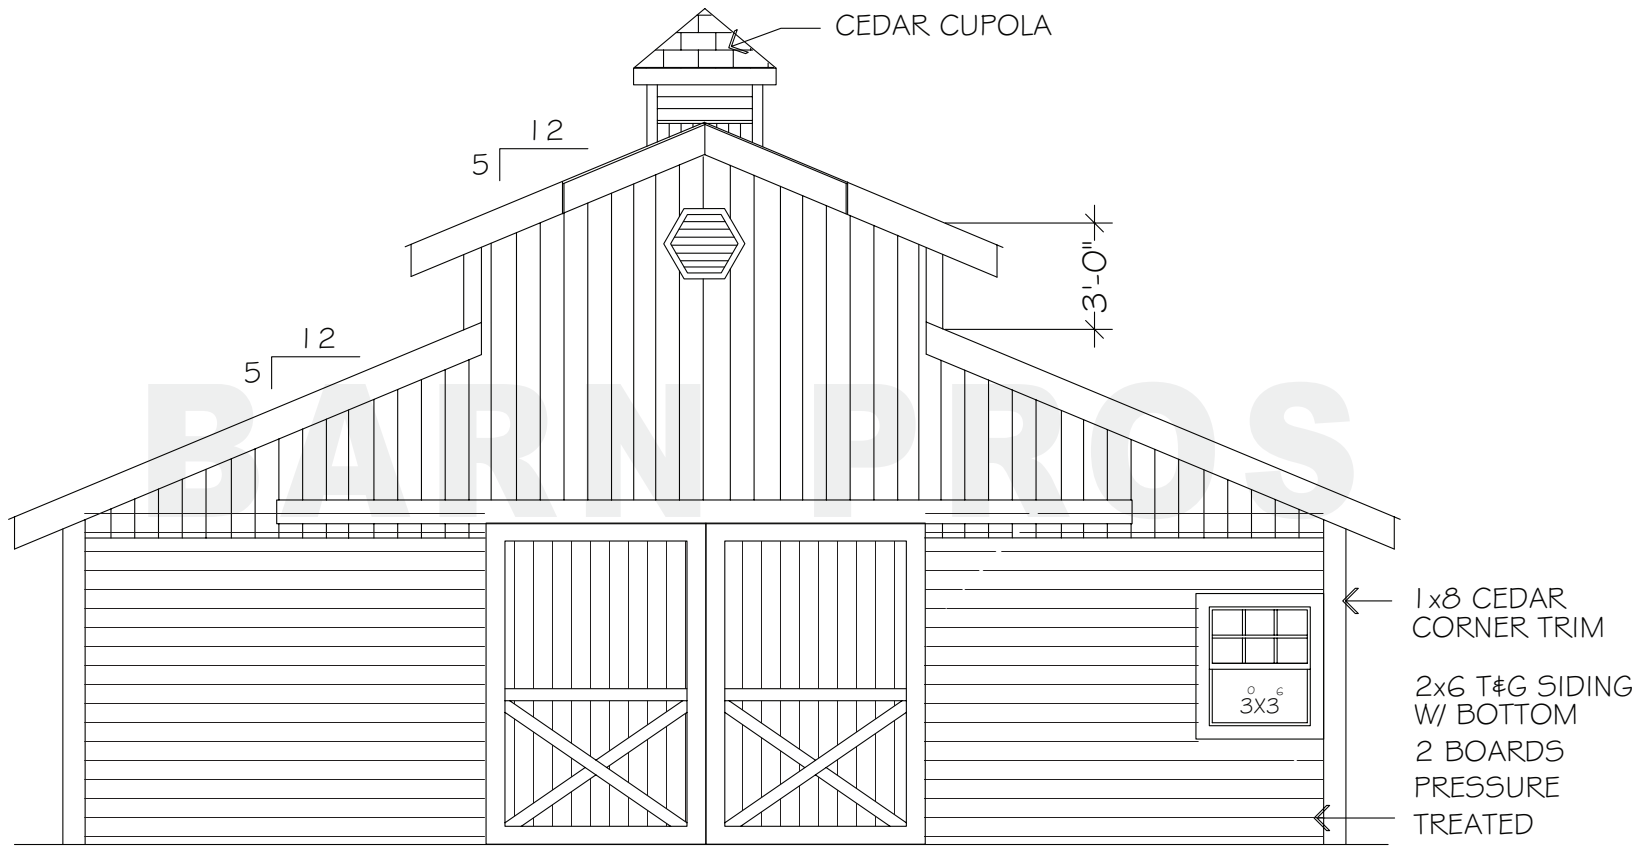 CEDAR CUPOLA
12
5
3'-0"
12
5
BARN PROS
1x8 CEDAR
CORNER TRIM
2x6 T&G SIDING
W/ BOTTOM
2 BOARDS
PRESSURE
TREATED
3⁰X3⁶